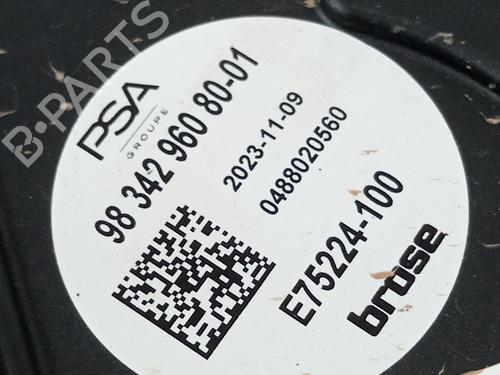 PSA
GROUPE
98 342 960 80-01
2023-11-09
0488020560
E75224-100
brose
B-PARTS